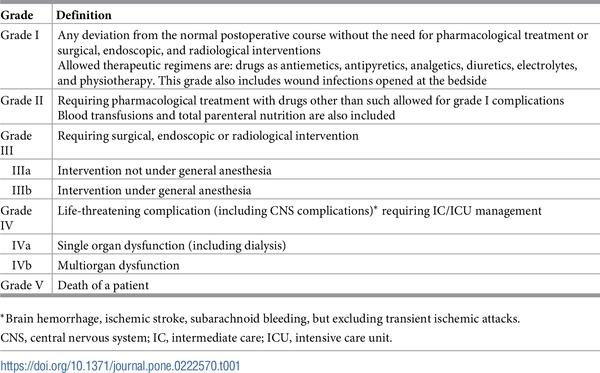 Grade Definition
Grade I Any deviation from the normal postoperative course without the need for pharmacological treatment or
surgical, endoscopic, and radiological interventions
Allowed therapeutic regimens are: drugs as antiemetics, antipyretics, analgetics, diuretics, electrolytes,
and physiotherapy. This grade also includes wound infections opened at the bedside
Grade II Requiring pharmacological treatment with drugs other than such allowed for grade I complications
Blood transfusions and total parenteral nutrition are also included
Grade Requiring surgical, endoscopic or radiological intervention
III
IIIa Intervention not under general anesthesia
IIIb Intervention under general anesthesia
Grade Life-threatening complication (including CNS complications)* requiring IC/ICU management
IV
IVa Single organ dysfunction (including dialysis)
IVb Multiorgan dysfunction
Grade V Death of a patient
*Brain hemorrhage, ischemic stroke, subarachnoid bleeding, but excluding transient ischemic attacks.
CNS, central nervous system; IC, intermediate care; ICU, intensive care unit.
https://doi.org/10.1371/journal.pone.0222570.t001